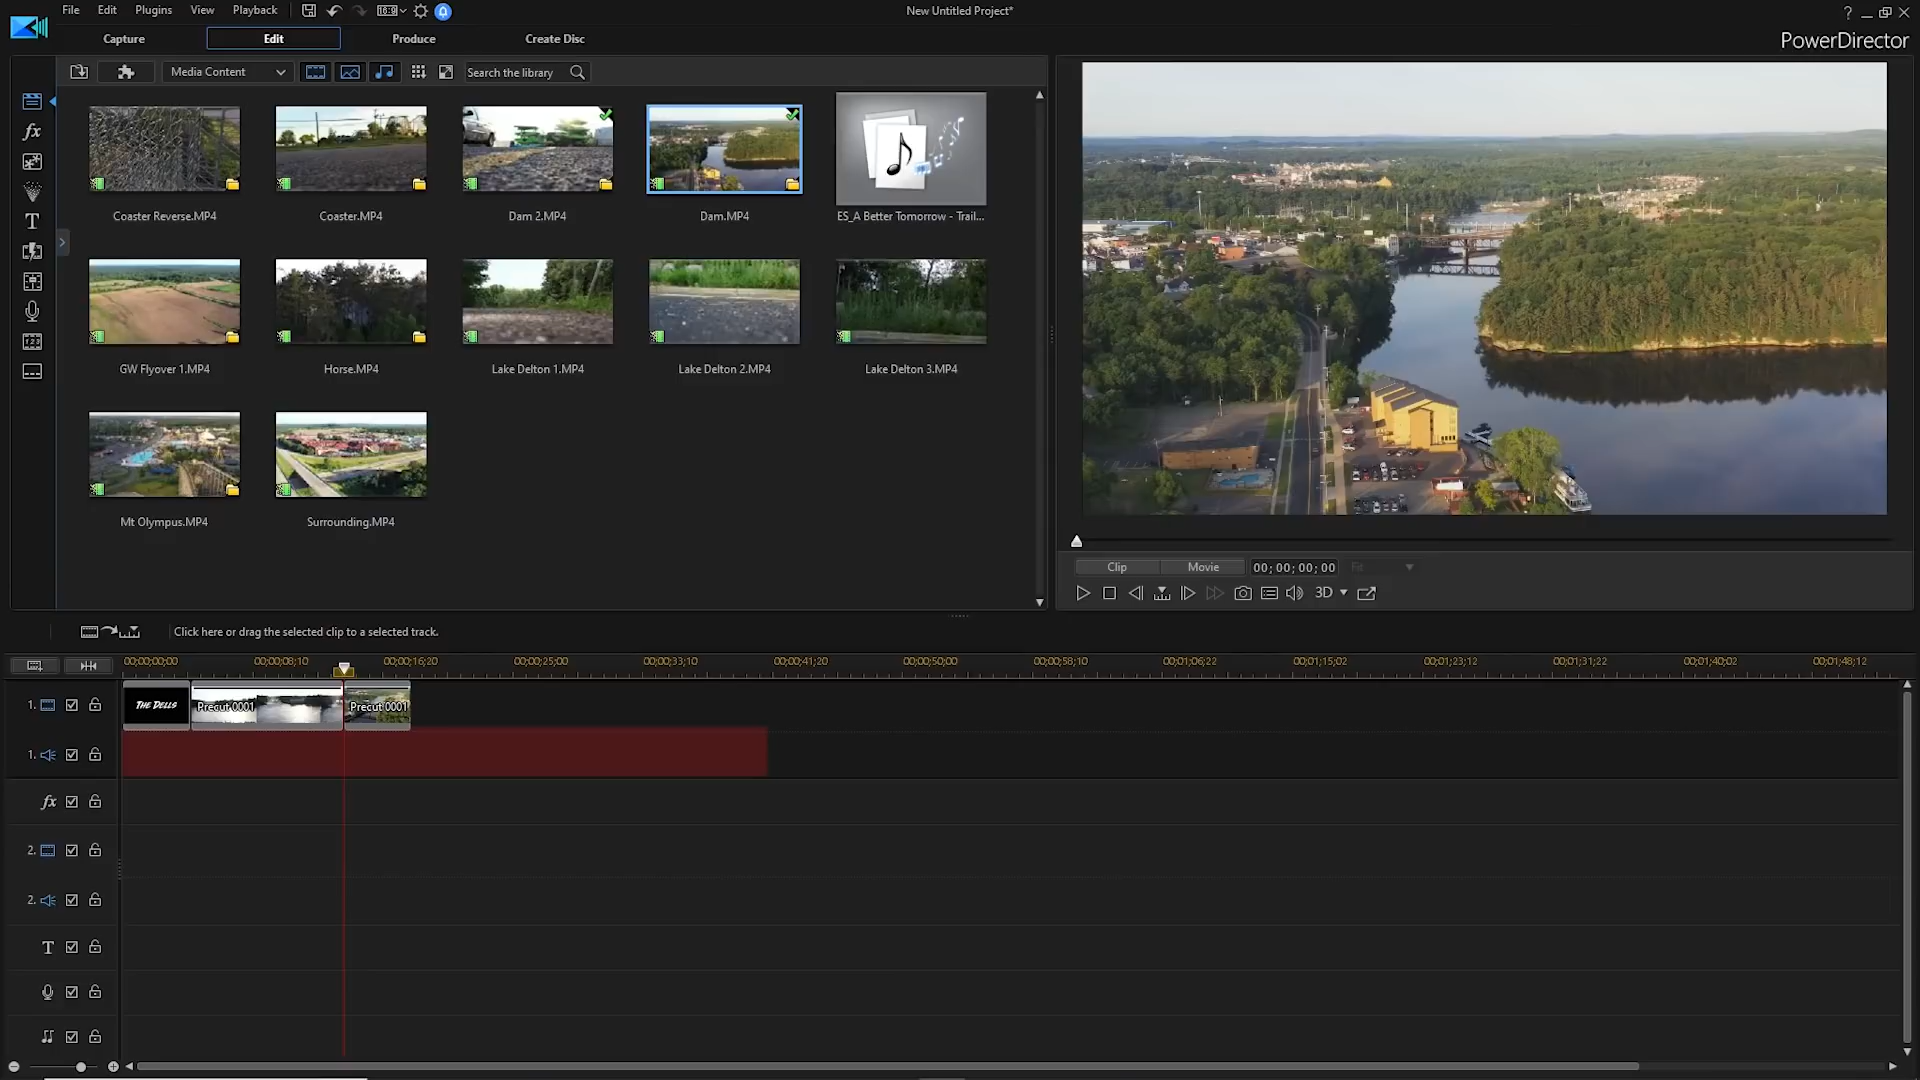 File Edit Plugins View Playback 16:9 New Untitled Project* ?
Capture Edit Produce Create Disc PowerDirector
Media Content Search the library
Coaster Reverse.MP4 Coaster.MP4 Dam 2.MP4 Dam.MP4 ES_A Better Tomorrow - Trail...
GW Flyover 1.MP4 Horse.MP4 Lake Delton 1.MP4 Lake Delton 2.MP4 Lake Delton 3.MP4
Mt Olympus.MP4 Surrounding.MP4
fx
T
Clip Movie 00; 00; 00; 00 Fit
3D
Click here or drag the selected clip to a selected track.
00;00;00;00 00;00;08;10 00;00;16;20 00;00;25;00 00;00;33;10 00;00;41;20 00;00;50;00 00;00;58;10 00;01;06;22 00;01;15;02 00;01;23;12 00;01;31;22 00;01;40;02 00;01;48;12
1. THE DELLS Precut 0001 Precut 0001
1.
fx
2.
2.
T